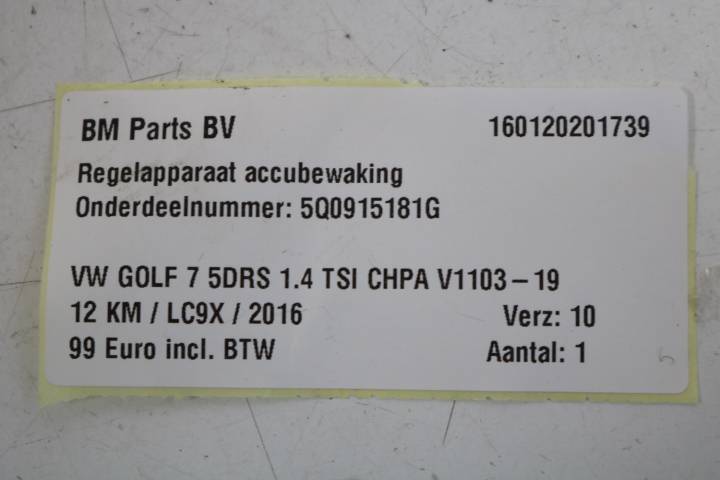 BM Parts BV 160120201739
Regelapparaat accubewaking
Onderdeelnummer: 5Q0915181G
VW GOLF 7 5DRS 1.4 TSI CHPA V1103 – 19
12 KM / LC9X / 2016 Verz: 10
99 Euro incl. BTW Aantal: 1